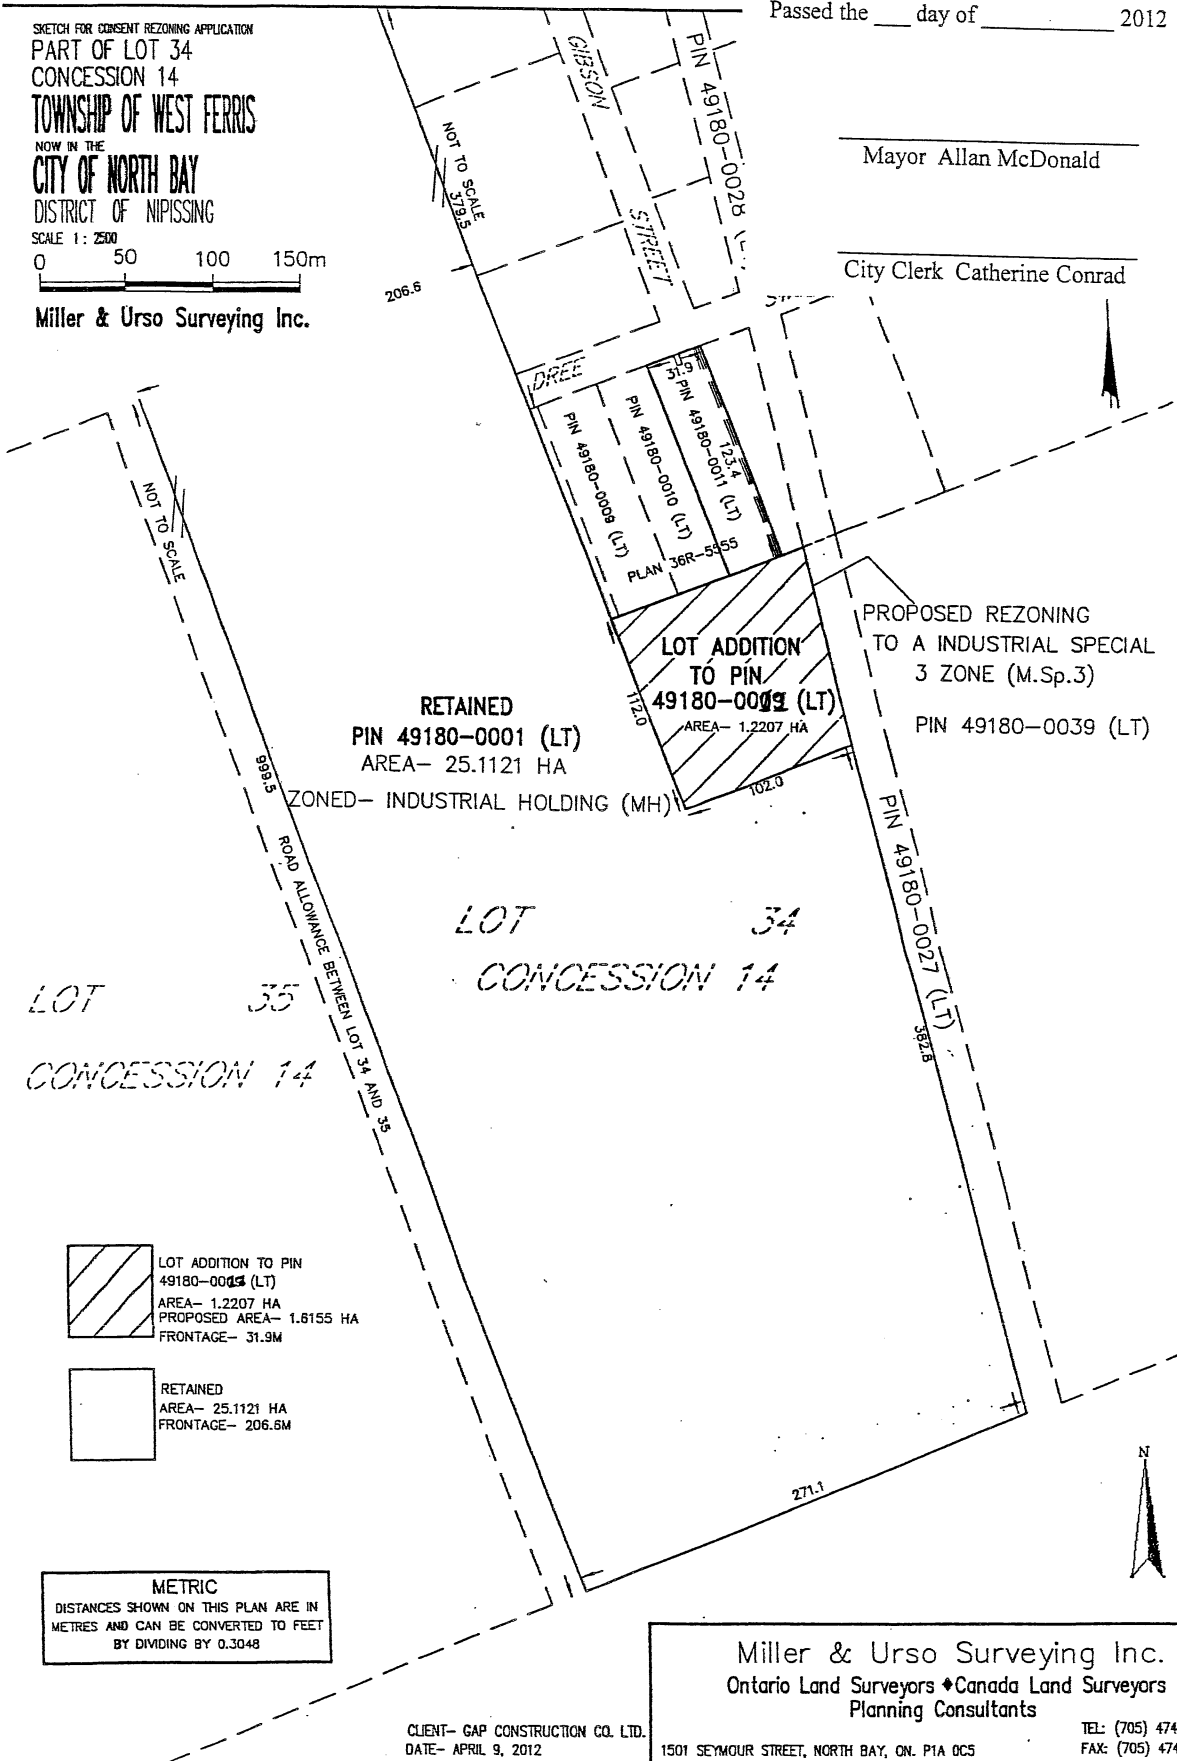 Passed the ___ day of ____________ 2012
Mayor Allan McDonald
City Clerk Catherine Conrad
SKETCH FOR CONSENT REZONING APPLICATION
PART OF LOT 34
CONCESSION 14
TOWNSHIP OF WEST FERRIS
NOW IN THE
CITY OF NORTH BAY
DISTRICT OF NIPISSING
SCALE 1: 2500
0 50 100 150m
Miller & Urso Surveying Inc.
GIBSON
STREET
PIN 49180-0028
NOT TO SCALE
379.5
206.6
DREE
31.9
PIN 49180-0009 (LT)
PIN 49180-0010 (LT)
PIN 49180-0011 (LT)
123.4
PLAN 36R-5555
NOT TO SCALE
PROPOSED REZONING
TO A INDUSTRIAL SPECIAL
3 ZONE (M.Sp.3)
PIN 49180-0039 (LT)
LOT ADDITION
TO PIN
(LT)
AREA- 1.2207 HA
112.0
102.0
RETAINED
PIN 49180-0001 (LT)
AREA- 25.1121 HA
ZONED- INDUSTRIAL HOLDING (MH)
999.5
ROAD ALLOWANCE BETWEEN LOT 34 AND 35
PIN 49180-0027 (LT)
382.8
LOT 34
CONCESSION 14
LOT 35
CONCESSION 14
LOT ADDITION TO PIN
(LT)
AREA- 1.2207 HA
PROPOSED AREA- 1.6155 HA
FRONTAGE- 31.9M
RETAINED
AREA- 25.1121 HA
FRONTAGE- 206.6M
271.1
N
METRIC
DISTANCES SHOWN ON THIS PLAN ARE IN
METRES AND CAN BE CONVERTED TO FEET
BY DIVIDING BY 0.3048
CLIENT- GAP CONSTRUCTION CO. LTD.
DATE- APRIL 9, 2012
Miller & Urso Surveying Inc.
Ontario Land Surveyors ♦Canada Land Surveyors
Planning Consultants
1501 SEYMOUR STREET, NORTH BAY, ON. P1A 0C5
TEL: (705) 474
FAX: (705) 474